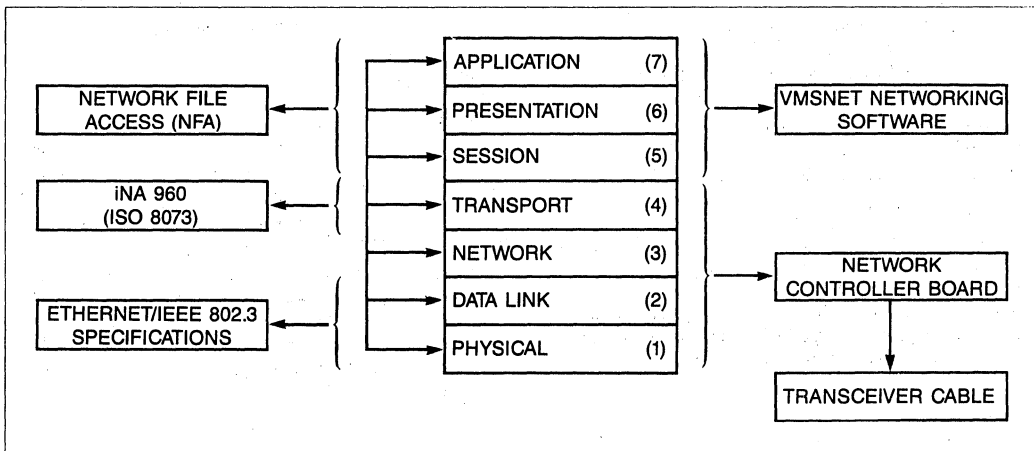 NETWORK FILE
ACCESS (NFA)
iNA 960
(ISO 8073)
ETHERNET/IEEE 802.3
SPECIFICATIONS
APPLICATION (7)
PRESENTATION (6)
SESSION (5)
TRANSPORT (4)
NETWORK (3)
DATA LINK (2)
PHYSICAL (1)
VMSNET NETWORKING
SOFTWARE
NETWORK
CONTROLLER BOARD
TRANSCEIVER CABLE